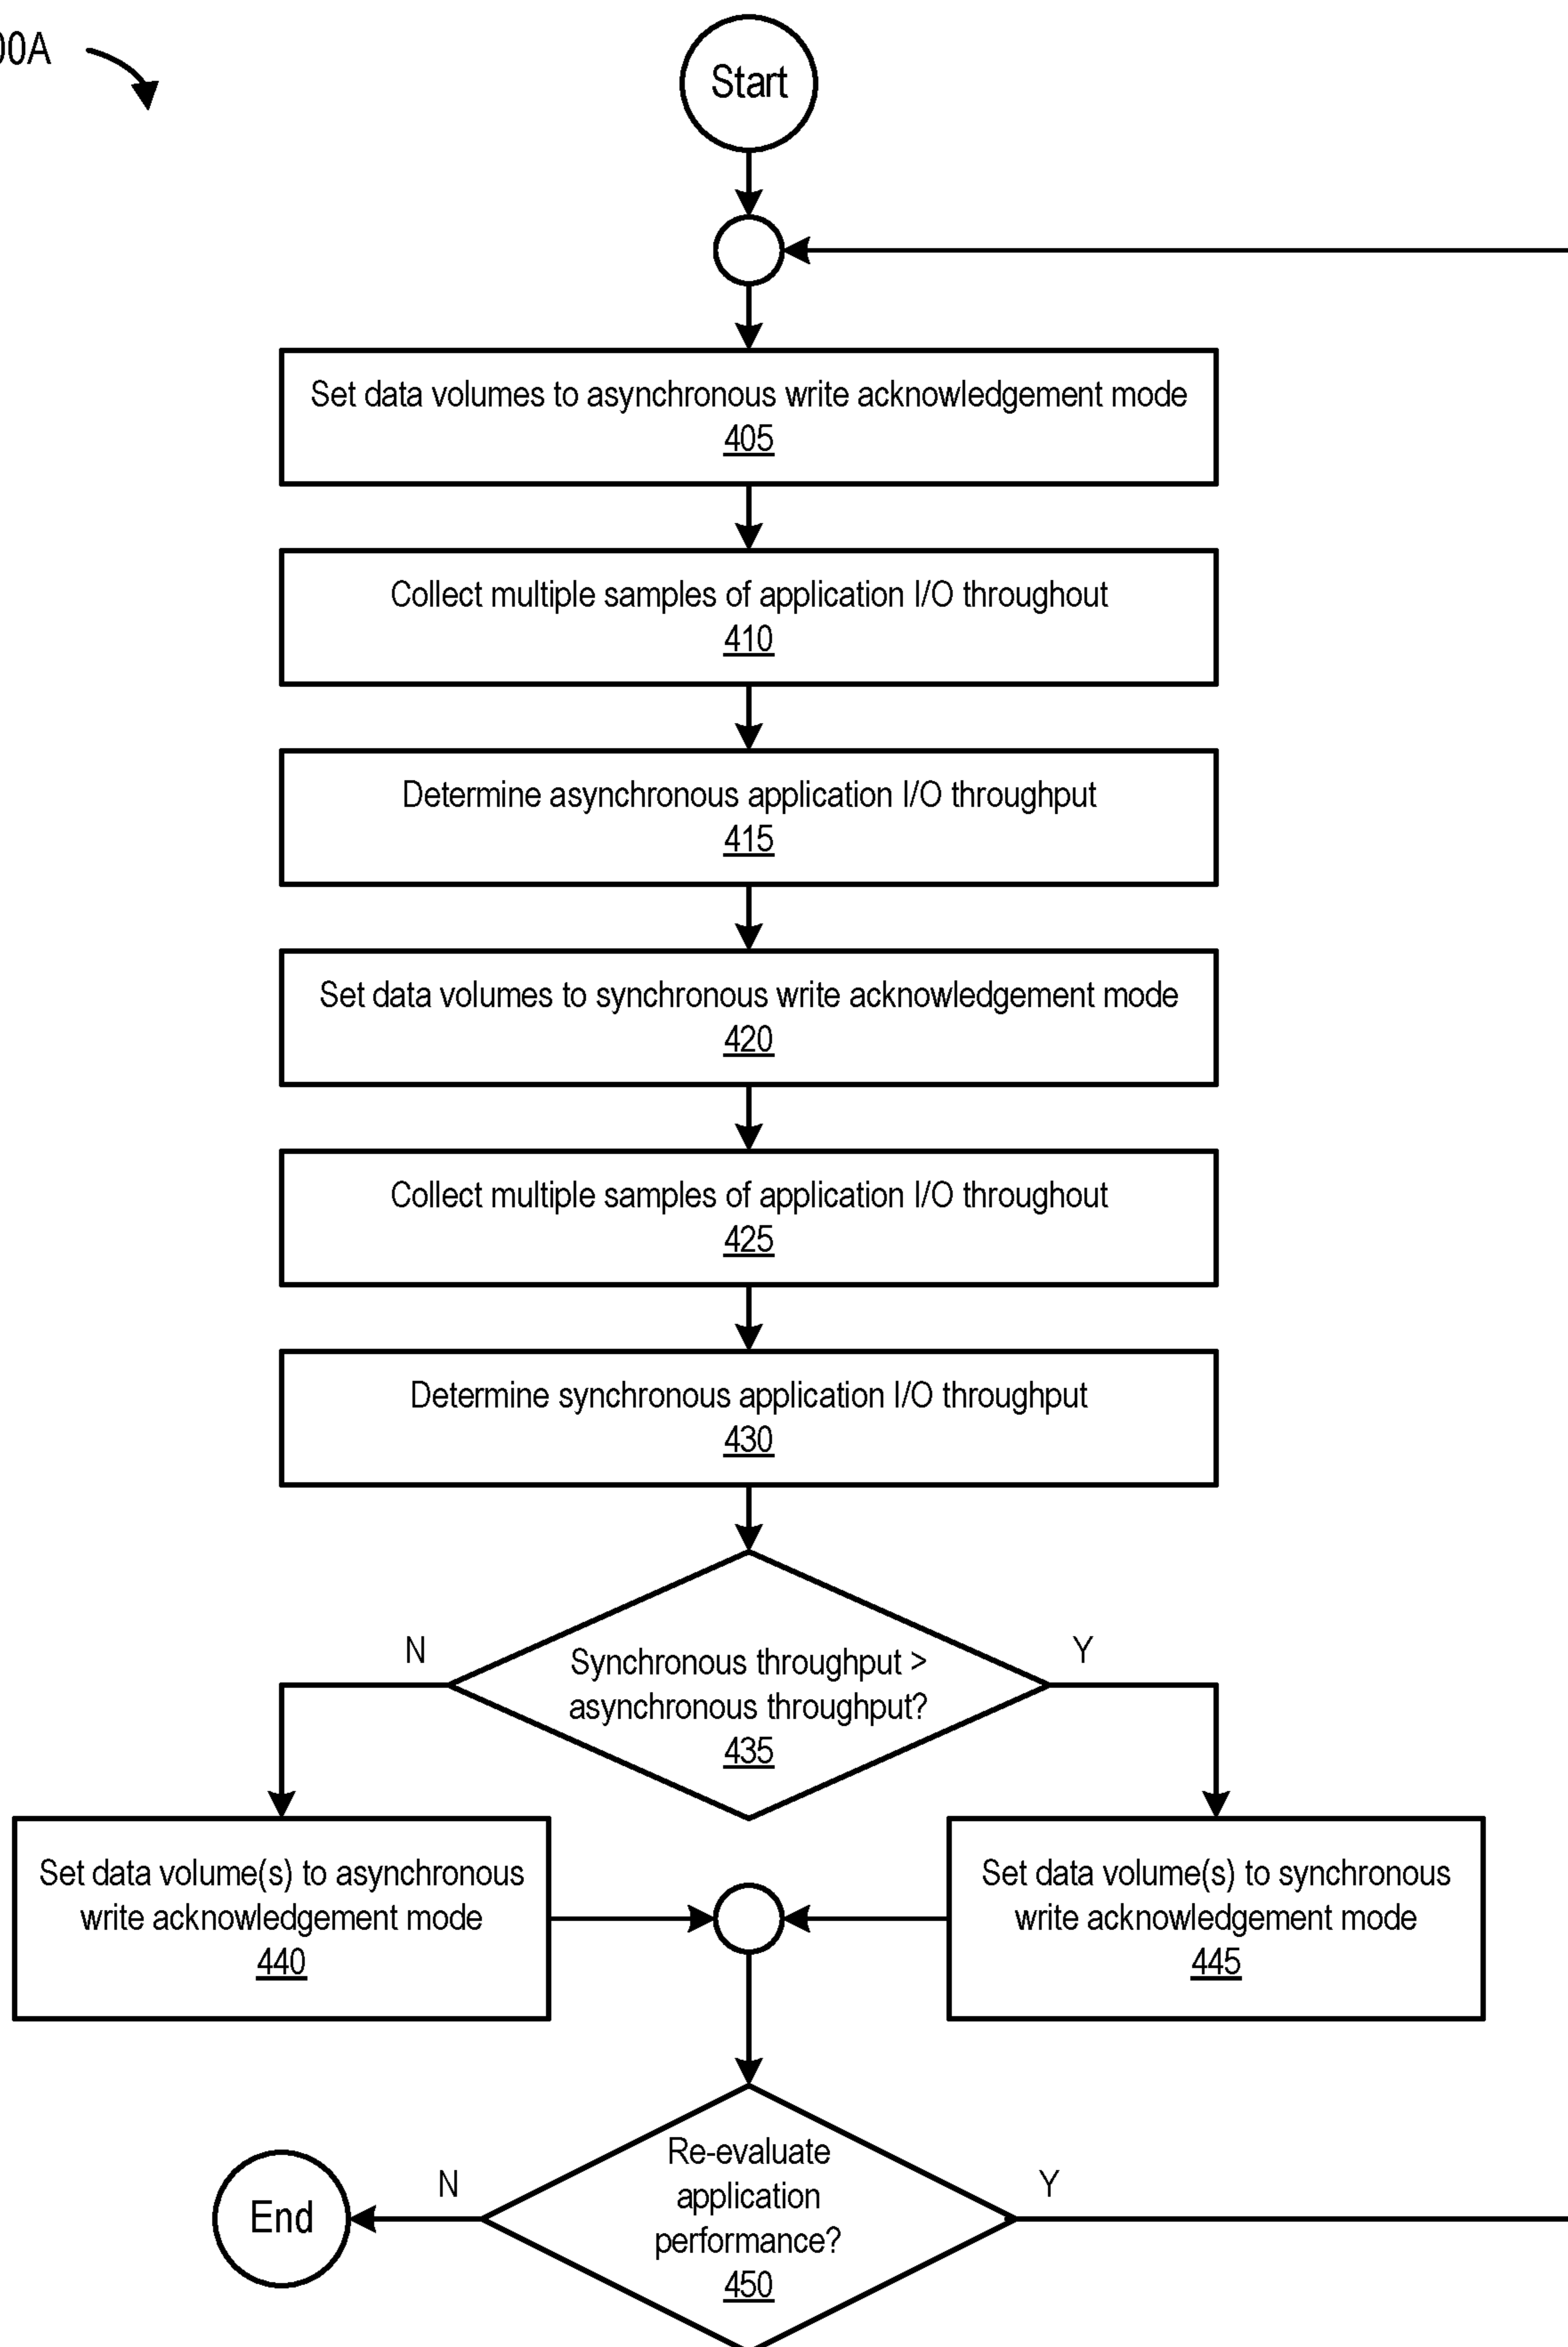 00A
Start
Set data volumes to asynchronous write acknowledgement mode
405
Collect multiple samples of application I/O throughout
410
Determine asynchronous application I/O throughput
415
Set data volumes to synchronous write acknowledgement mode
420
Collect multiple samples of application I/O throughout
425
Determine synchronous application I/O throughput
430
N
Y
Synchronous throughput >
asynchronous throughput?
435
Set data volume(s) to asynchronous
write acknowledgement mode
440
Set data volume(s) to synchronous
write acknowledgement mode
445
Re-evaluate
application
performance?
450
N
Y
End